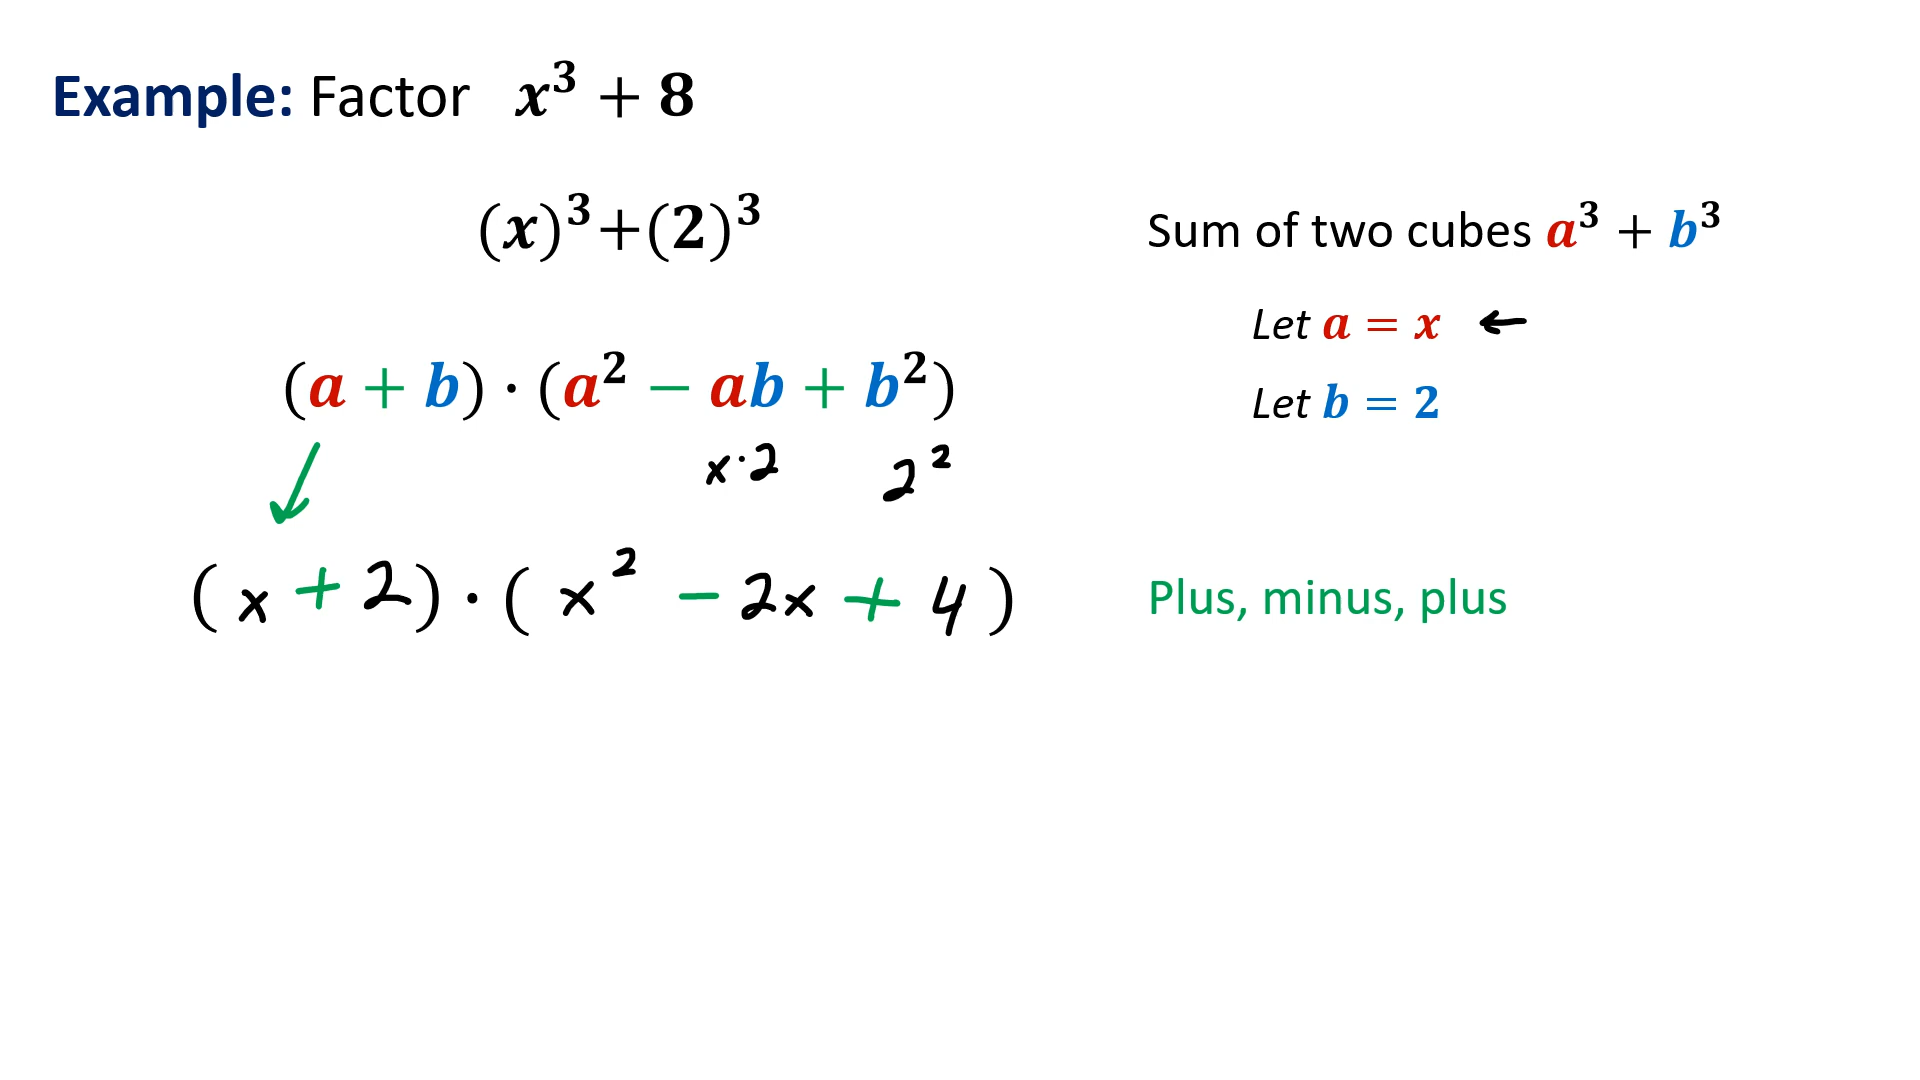 Example: Factor x³ + 8
(x)³+(2)³
Sum of two cubes a³ + b³
Let a = x ←
(a + b) · (a² − ab + b²)
Let b = 2
x·2 2²
(x + 2) · (x² − 2x + 4)
Plus, minus, plus